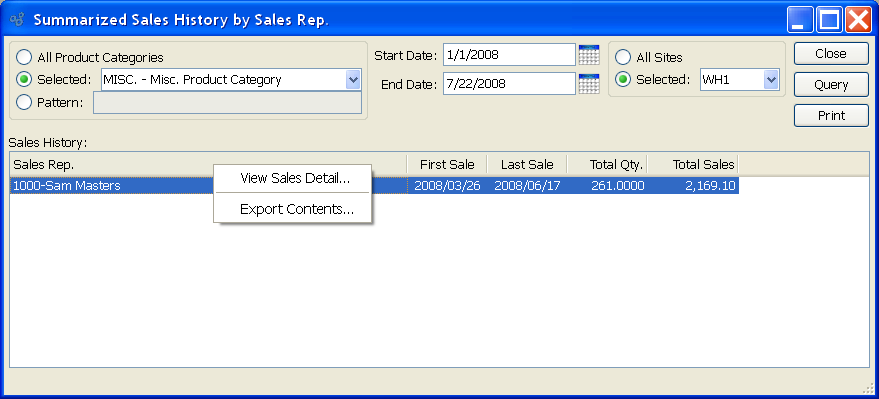 Summarized Sales History by Sales Rep.
All Product Categories
Selected: MISC. - Misc. Product Category
Pattern:
Start Date: 1/1/2008
End Date: 7/22/2008
All Sites
Selected: WH1
Close
Query
Print
Sales History:
Sales Rep. First Sale Last Sale Total Qty. Total Sales
1000-Sam Masters 2008/03/26 2008/06/17 261.0000 2,169.10
View Sales Detail...
Export Contents...